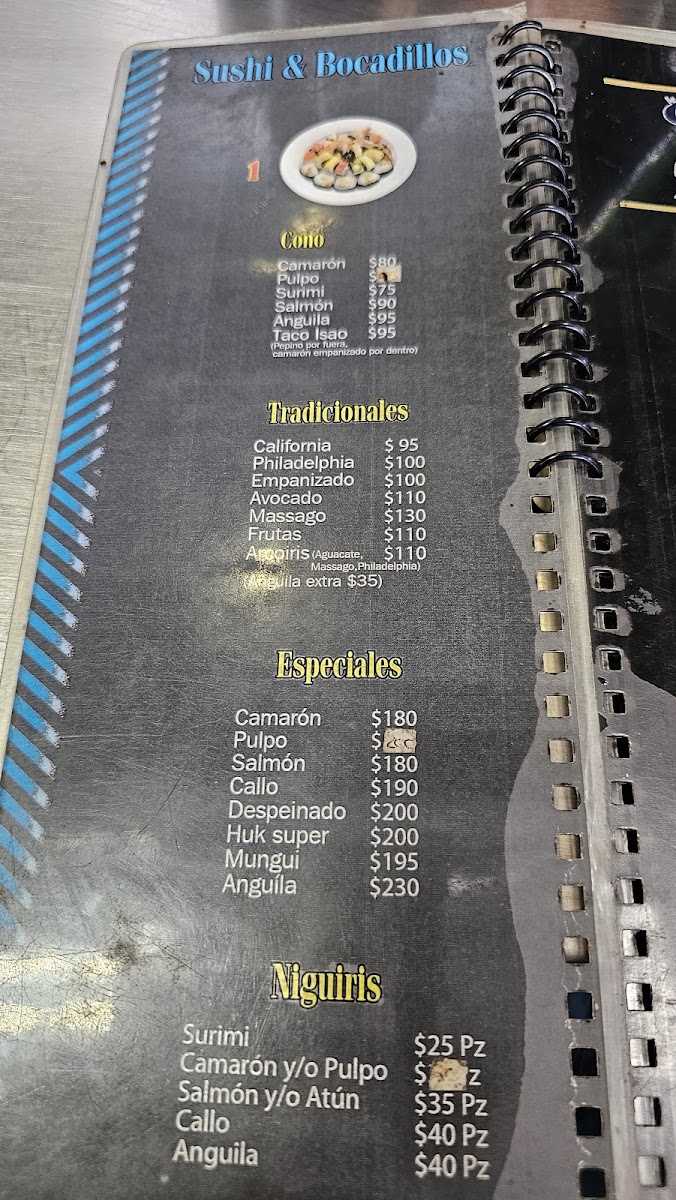 Sushi & Bocadillos
1
Cono
Camarón $80
Pulpo $
Surimi $75
Salmón $90
Anguila $95
Taco Isao $95
(Pepino por fuera,
camarón empanizado por dentro)
Tradicionales
California $ 95
Philadelphia $100
Empanizado $100
Avocado $110
Massago $130
Frutas $110
Arcoiris (Aguacate, $110
Massago,Philadelphia)
(Anguila extra $35)
Especiales
Camarón $180
Pulpo $
Salmón $180
Callo $190
Despeinado $200
Huk super $200
Mungui $195
Anguíla $230
Niguiris
Surimi $25 Pz
Camarón y/o Pulpo $ z
Salmón y/o Atún $35 Pz
Callo $40 Pz
Anguila $40 Pz